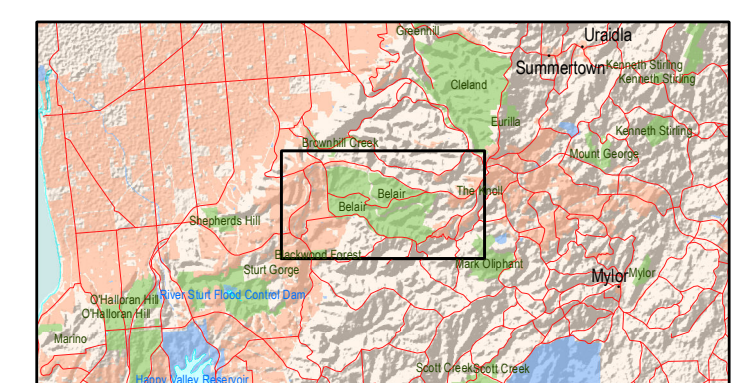 Greenhill
Uraidla
Summertown
Kenneth Stirling
Kenneth Stirling
Cleland
Eurilla
Kenneth Stirling
Brownhill Creek
Mount George
Belair
The Knoll
Belair
Shepherds Hill
Blackwood Forest
Sturt Gorge
Mark Oliphant
Mylor
Mylor
River Sturt Flood Control Dam
O'Halloran Hill
O'Halloran Hill
Marino
Scott Creek
Scott Creek
Happy Valley Reservoir